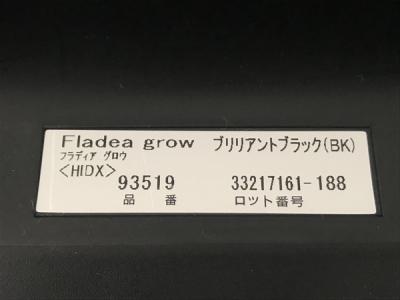 Fladea grow ブリリアントブラック(BK)
フラディア グロウ
<HIDX>
93519 33217161-188
品 番 ロット番号